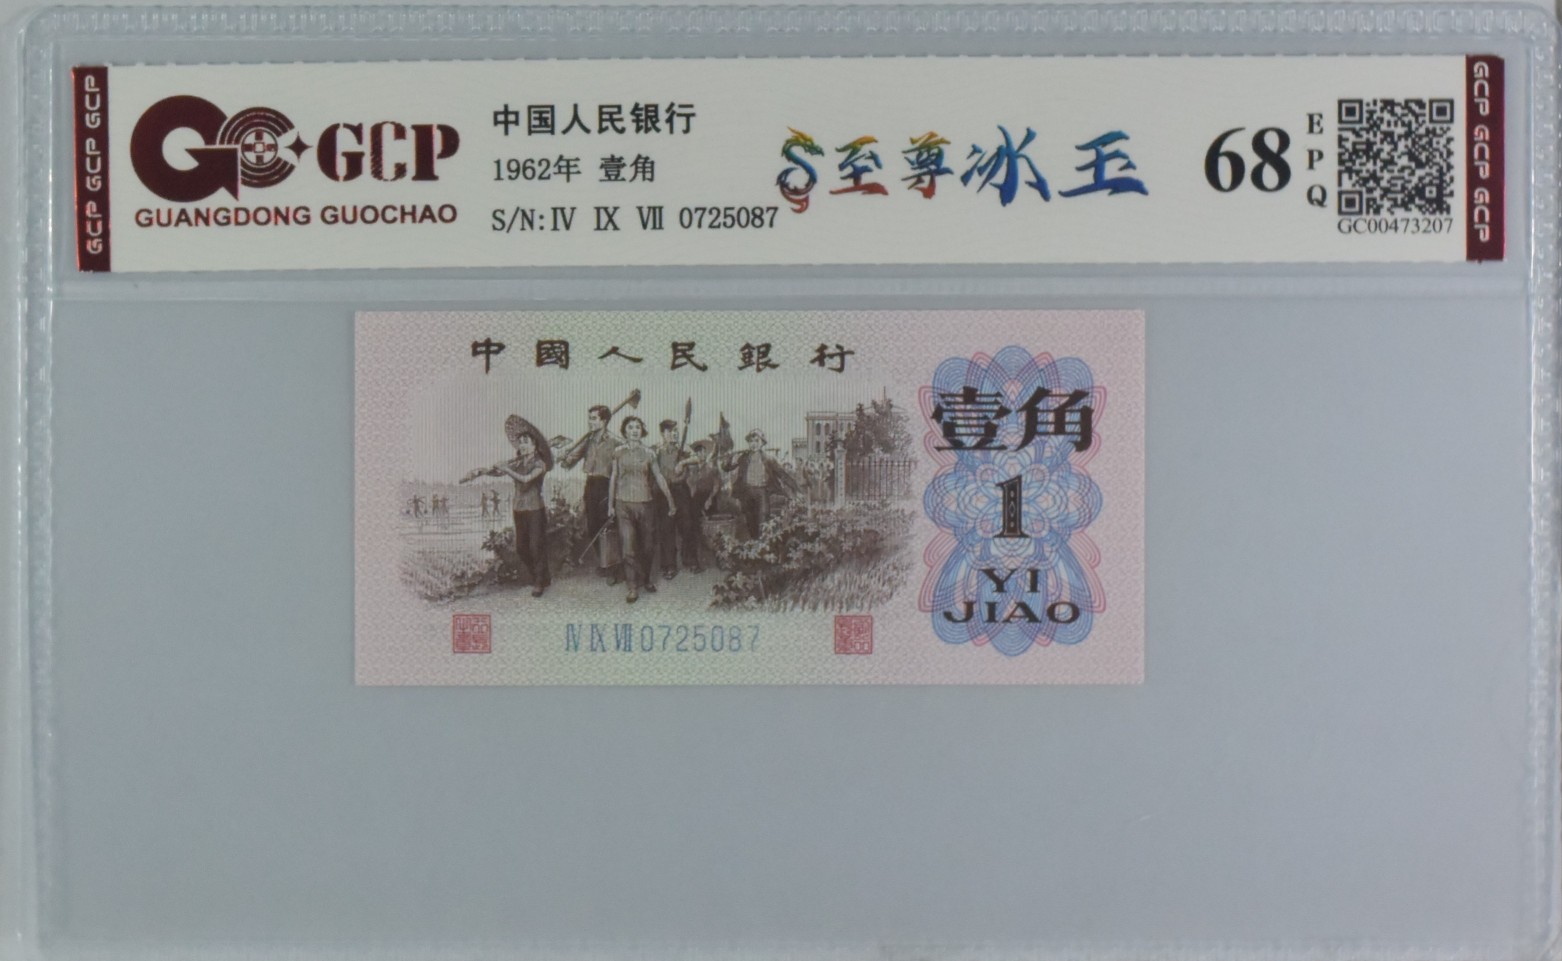 GCP GCP GCP
GCP
GUANGDONG GUOCHAO
中国人民银行
1962年 壹角
S/N:Ⅳ Ⅸ Ⅶ 0725087
至尊冰玉
68
EPQ
GC00473207
GCP GCP GCP
中國人民銀行
壹角
1
YI
JIAO
Ⅳ Ⅸ Ⅶ 0725087